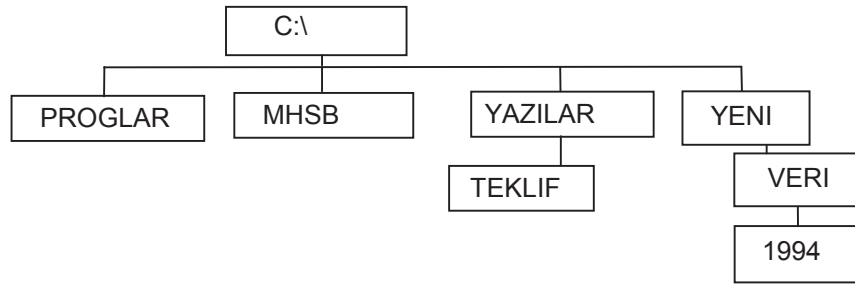 C:\
PROGLAR
MHSB
YAZILAR
YENI
TEKLIF
VERI
1994